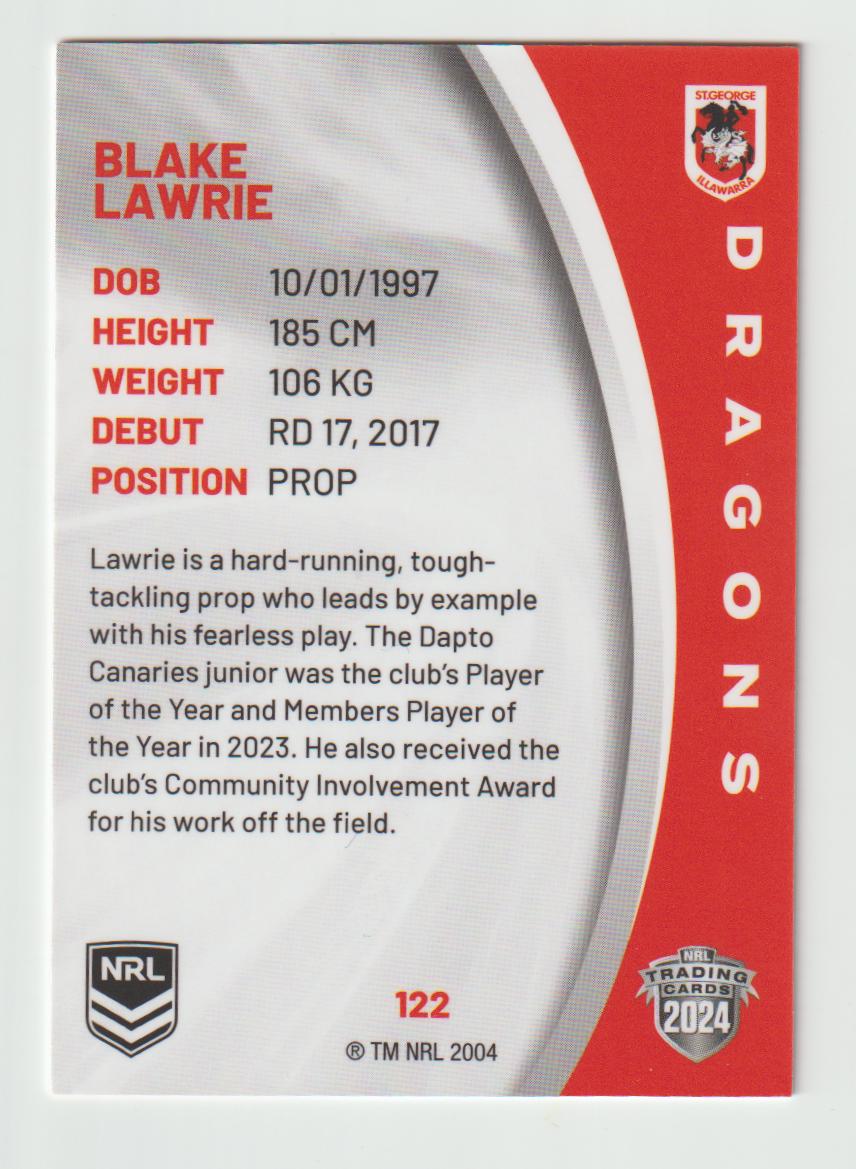 BLAKE
LAWRIE
DOB 10/01/1997
HEIGHT 185 CM
WEIGHT 106 KG
DEBUT RD 17, 2017
POSITION PROP
Lawrie is a hard-running, tough-
tackling prop who leads by example
with his fearless play. The Dapto
Canaries junior was the club's Player
of the Year and Members Player of
the Year in 2023. He also received the
club's Community Involvement Award
for his work off the field.
NRL
122
® TM NRL 2004
ST.GEORGE
ILLAWARRA
DRAGONS
NRL
TRADING
CARDS
2024